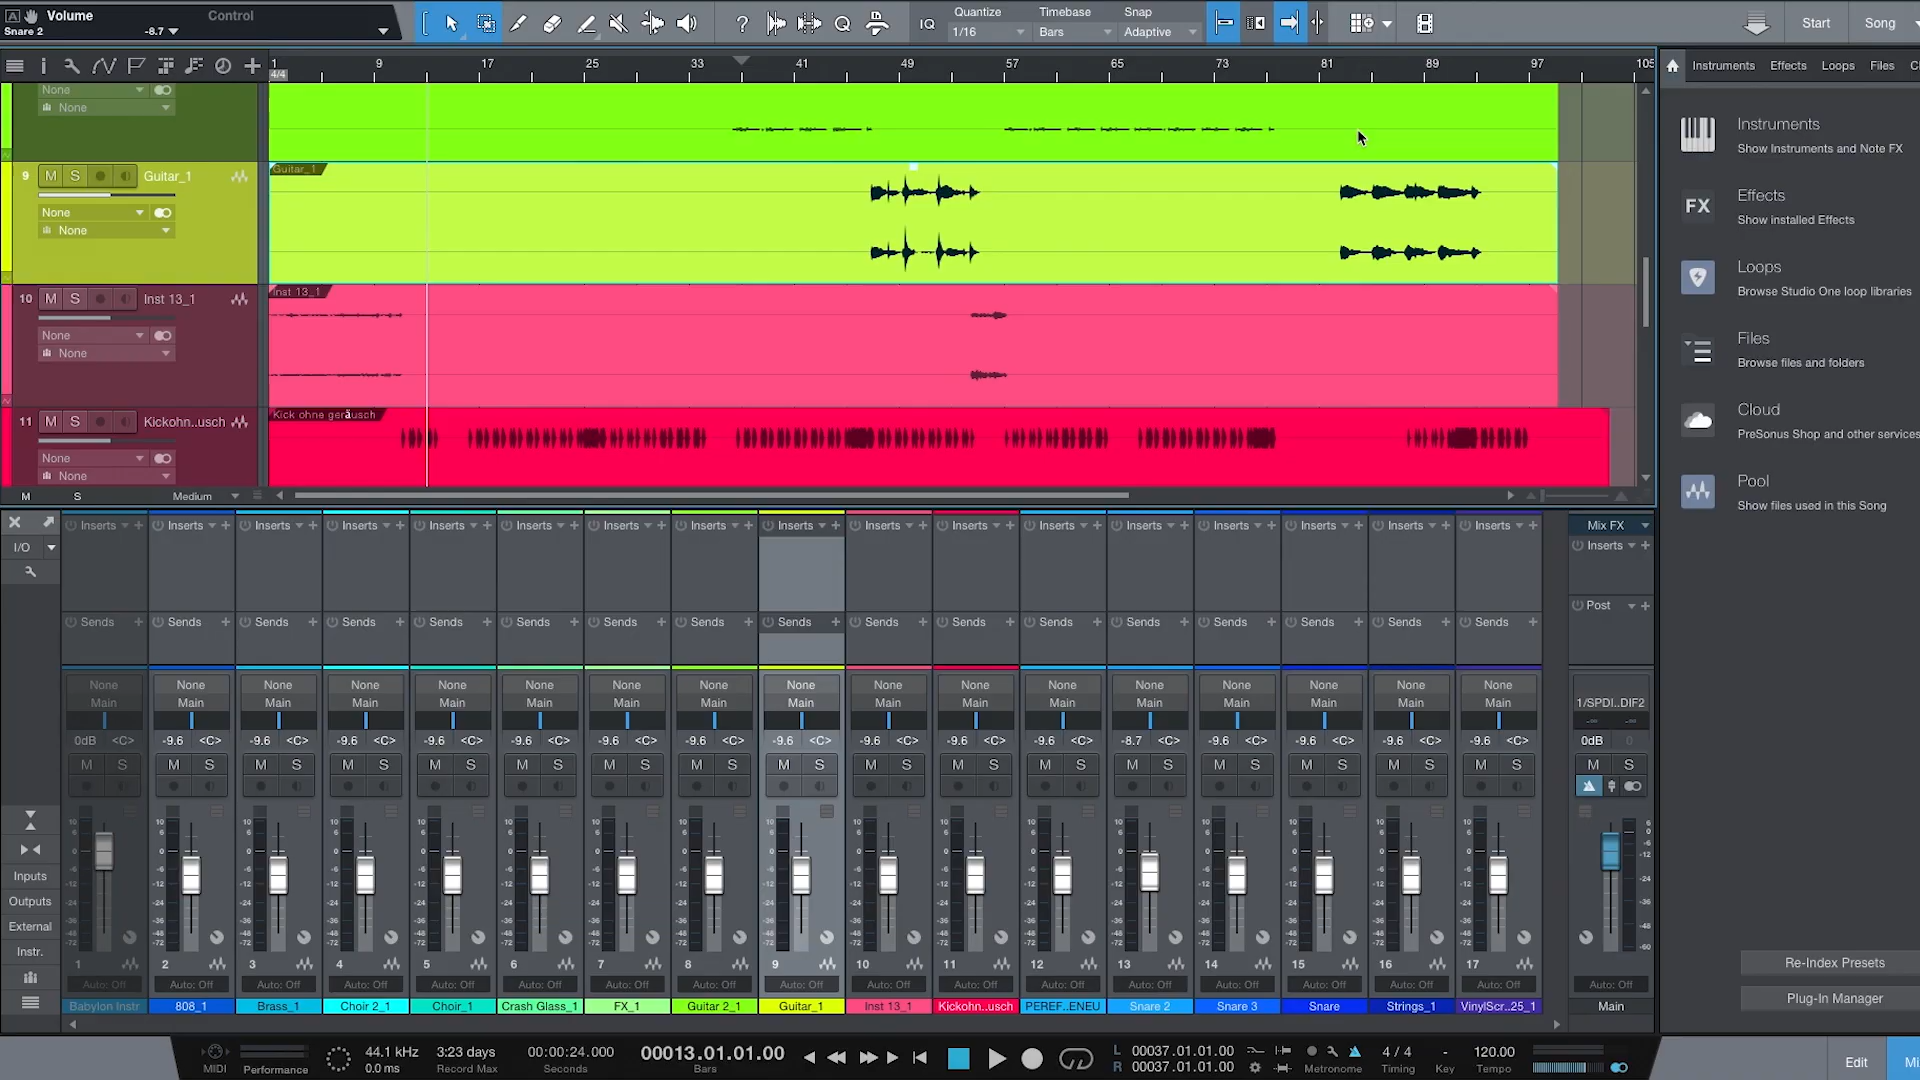 Volume
Control
Snare 2
-8.7
Quantize
Timebase
Snap
IQ
1/16
Bars
Adaptive
Start
Song
1 9 17 25 33 41 49 57 65 73 81 89 97 105
4/4
Instruments Effects Loops Files
None
None
9 M S Guitar_1
None
None
Guitar_1
10 M S Inst 13_1
None
None
Inst 13_1
11 M S Kickohn..usch
None
None
Kick ohne geräusch
M S Medium
Instruments
Show Instruments and Note FX
FX
Effects
Show installed Effects
Loops
Browse Studio One loop libraries
Files
Browse files and folders
Cloud
PreSonus Shop and other services
Pool
Show files used in this Song
Re-Index Presets
Plug-In Manager
Inserts Inserts Inserts Inserts Inserts Inserts Inserts Inserts Inserts Inserts Inserts Inserts Inserts Inserts Inserts Inserts Inserts Mix FX
I/O
Inserts
Post
Sends Sends Sends Sends Sends Sends Sends Sends Sends Sends Sends Sends Sends Sends Sends Sends Sends
None None None None None None None None None None None None None None None None None
Main Main Main Main Main Main Main Main Main Main Main Main Main Main Main Main Main 1/SPDI..DIF2
0dB <C> -9.6 <C> -9.6 <C> -9.6 <C> -9.6 <C> -9.6 <C> -9.6 <C> -9.6 <C> -9.6 <C> -9.6 <C> -9.6 <C> -9.6 <C> -8.7 <C> -9.6 <C> -9.6 <C> -9.6 <C> -9.6 <C> 0dB 0
M S M S M S M S M S M S M S M S M S M S M S M S M S M S M S M S M S M S
Inputs
Outputs
External
Instr.
1 2 3 4 5 6 7 8 9 10 11 12 13 14 15 16 17
Auto: Off Auto: Off Auto: Off Auto: Off Auto: Off Auto: Off Auto: Off Auto: Off Auto: Off Auto: Off Auto: Off Auto: Off Auto: Off Auto: Off Auto: Off Auto: Off Auto: Off Auto: Off
Babylon Instr 808_1 Brass_1 Choir 2_1 Choir_1 Crash Glass_1 FX_1 Guitar 2_1 Guitar_1 Inst 13_1 Kickohn..usch PEREF..ENEU Snare 2 Snare 3 Snare Strings_1 VinylScr..25_1 Main
MIDI
Performance
44.1 kHz
0.0 ms
3:23 days
Record Max
00:00:24.000
Seconds
00013.01.01.00
Bars
L 00037.01.01.00
R 00037.01.01.00
Metronome
4 / 4
Timing
-
Key
120.00
Tempo
Edit